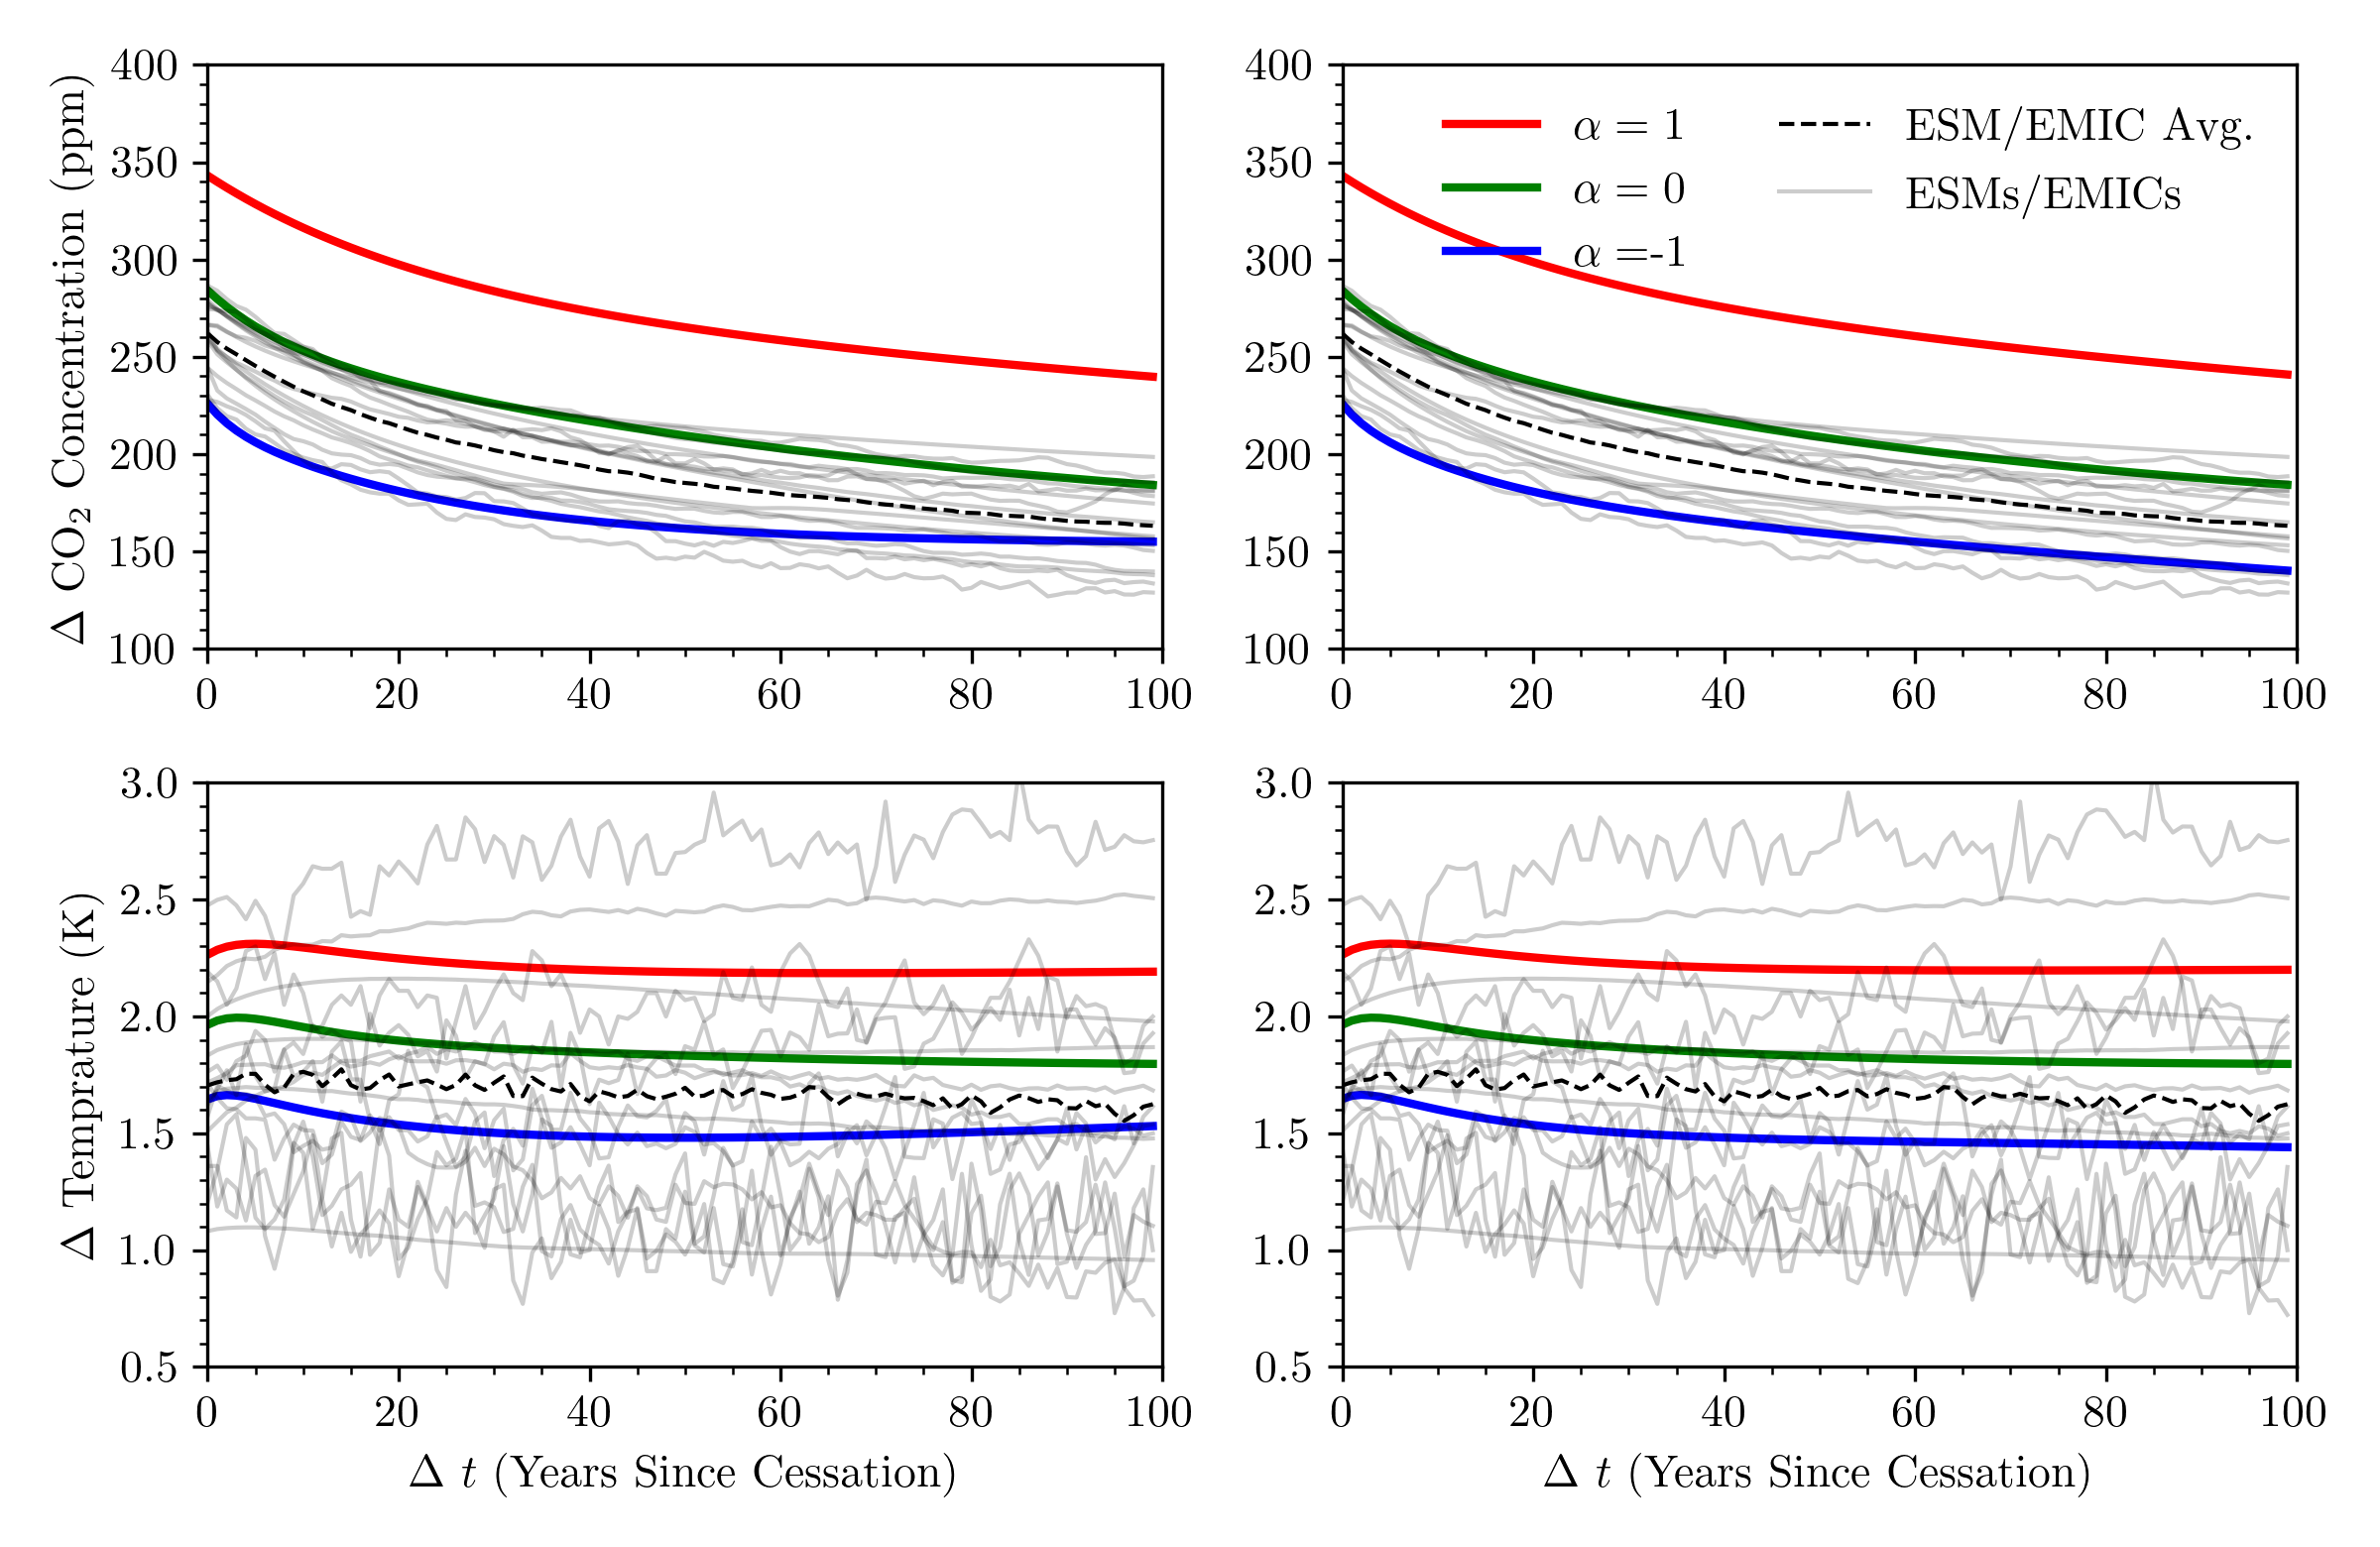 400
350
300
250
200
150
100
Δ CO₂ Concentration (ppm)
0 20 40 60 80 100
400
350
300
250
200
150
100
α = 1
α = 0
α =-1
ESM/EMIC Avg.
ESMs/EMICs
0 20 40 60 80 100
3.0
2.5
2.0
1.5
1.0
0.5
Δ Temprature (K)
0 20 40 60 80 100
Δ t (Years Since Cessation)
3.0
2.5
2.0
1.5
1.0
0.5
0 20 40 60 80 100
Δ t (Years Since Cessation)